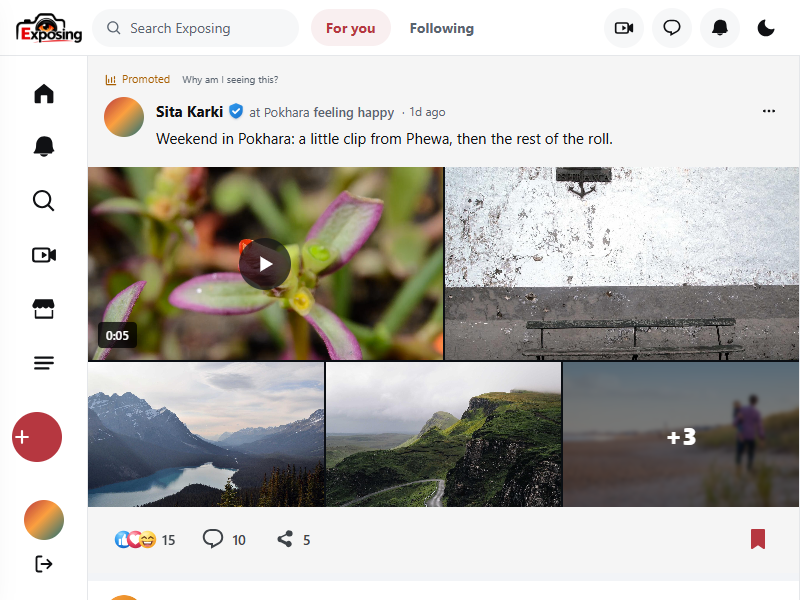 Exposing
Search Exposing
For you
Following
Promoted
Why am I seeing this?
Sita Karki at Pokhara feeling happy · 1d ago
Weekend in Pokhara: a little clip from Phewa, then the rest of the roll.
0:05
+3
15
10
5